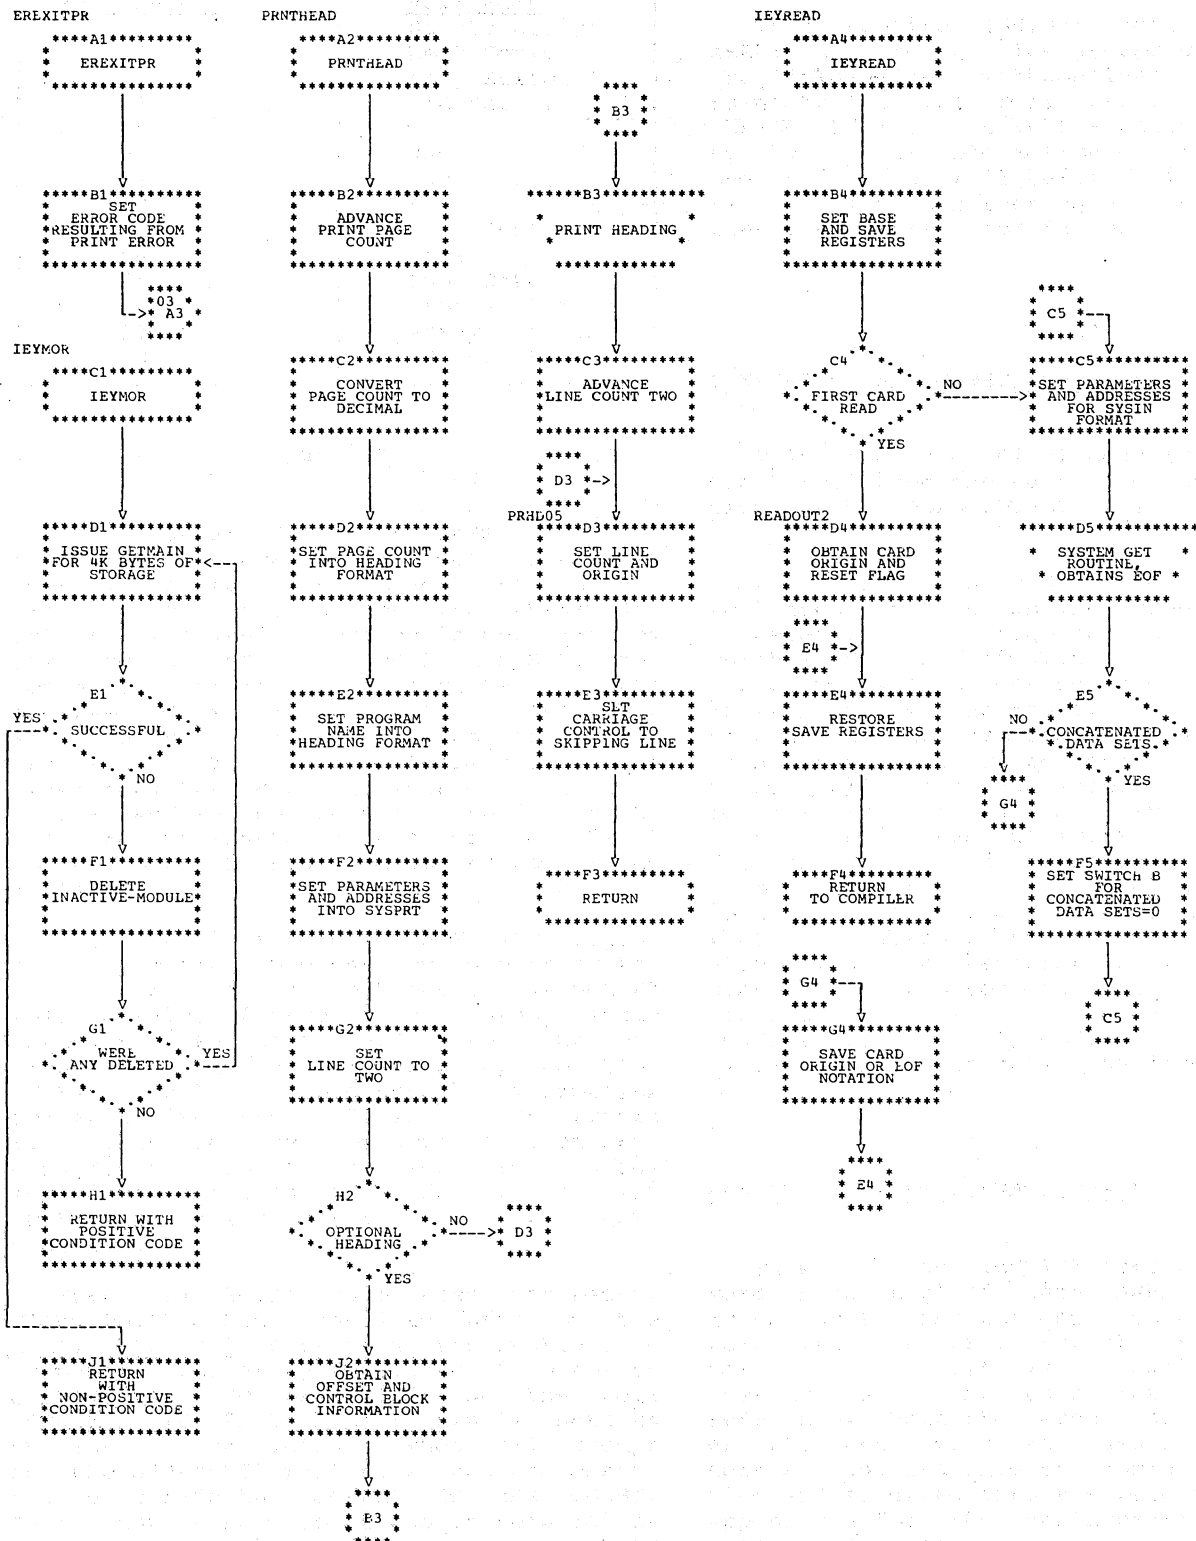 EREXITPR
A1
EREXITPR
B1
SET
ERROR CODE
RESULTING FROM
PRINT ERROR
03
A3
IEYMOR
C1
IEYMOR
D1
ISSUE GETMAIN
FOR 4K BYTES OF
STORAGE
E1
YES
SUCCESSFUL
NO
F1
DELETE
INACTIVE-MODULE
G1
WERE
ANY DELETED
YES
NO
H1
RETURN WITH
POSITIVE
CONDITION CODE
J1
RETURN
WITH
NON-POSITIVE
CONDITION CODE
PRNTHEAD
A2
PRNTHEAD
B2
ADVANCE
PRINT PAGE
COUNT
C2
CONVERT
PAGE COUNT TO
DECIMAL
D2
SET PAGE COUNT
INTO HEADING
FORMAT
E2
SET PROGRAM
NAME INTO
HEADING FORMAT
F2
SET PARAMETERS
AND ADDRESSES
INTO SYSPRT
G2
SET
LINE COUNT TO
TWO
H2
OPTIONAL
HEADING
NO
D3
YES
J2
OBTAIN
OFFSET AND
CONTROL BLOCK
INFORMATION
B3
B3
B3
PRINT HEADING
C3
ADVANCE
LINE COUNT TWO
D3
PRHD05
D3
SET LINE
COUNT AND
ORIGIN
E3
SET
CARRIAGE
CONTROL TO
SKIPPING LINE
F3
RETURN
IEYREAD
A4
IEYREAD
B4
SET BASE
AND SAVE
REGISTERS
C4
FIRST CARD
READ
NO
YES
READOUT2
D4
OBTAIN CARD
ORIGIN AND
RESET FLAG
E4
E4
RESTORE
SAVE REGISTERS
F4
RETURN
TO COMPILER
G4
G4
SAVE CARD
ORIGIN OR EOF
NOTATION
E4
C5
C5
SET PARAMETERS
AND ADDRESSES
FOR SYSIN
FORMAT
D5
SYSTEM GET
ROUTINE,
OBTAINS EOF
E5
NO
CONCATENATED
DATA SETS
YES
G4
F5
SET SWITCH B
FOR
CONCATENATED
DATA SETS=0
C5